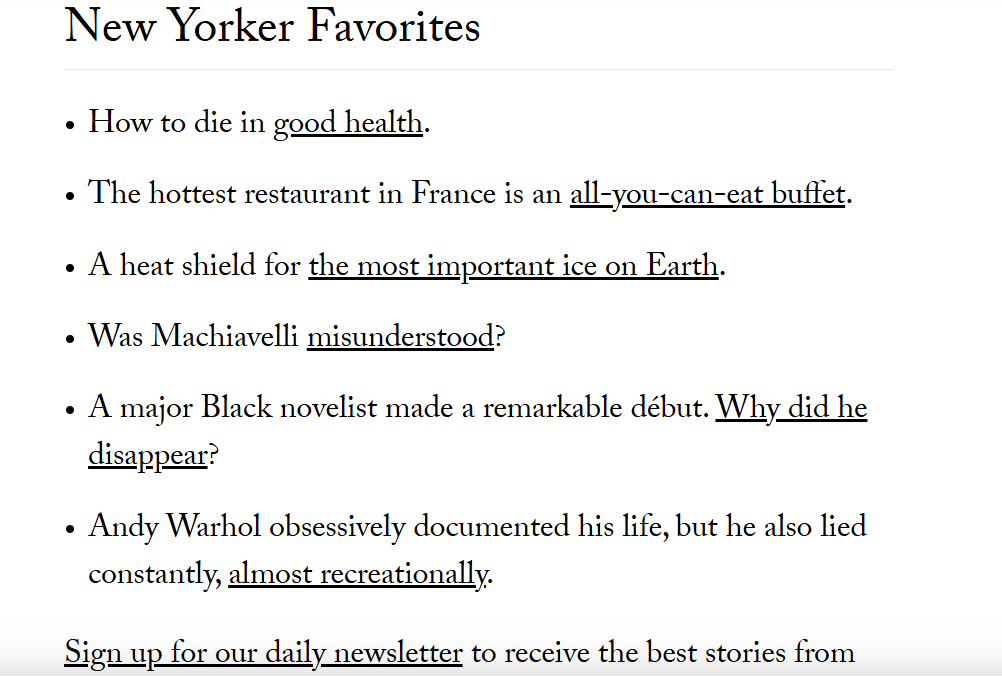 New Yorker Favorites
• How to die in good health.
• The hottest restaurant in France is an all-you-can-eat buffet.
• A heat shield for the most important ice on Earth.
• Was Machiavelli misunderstood?
• A major Black novelist made a remarkable début. Why did he
disappear?
• Andy Warhol obsessively documented his life, but he also lied
constantly, almost recreationally.
Sign up for our daily newsletter to receive the best stories from